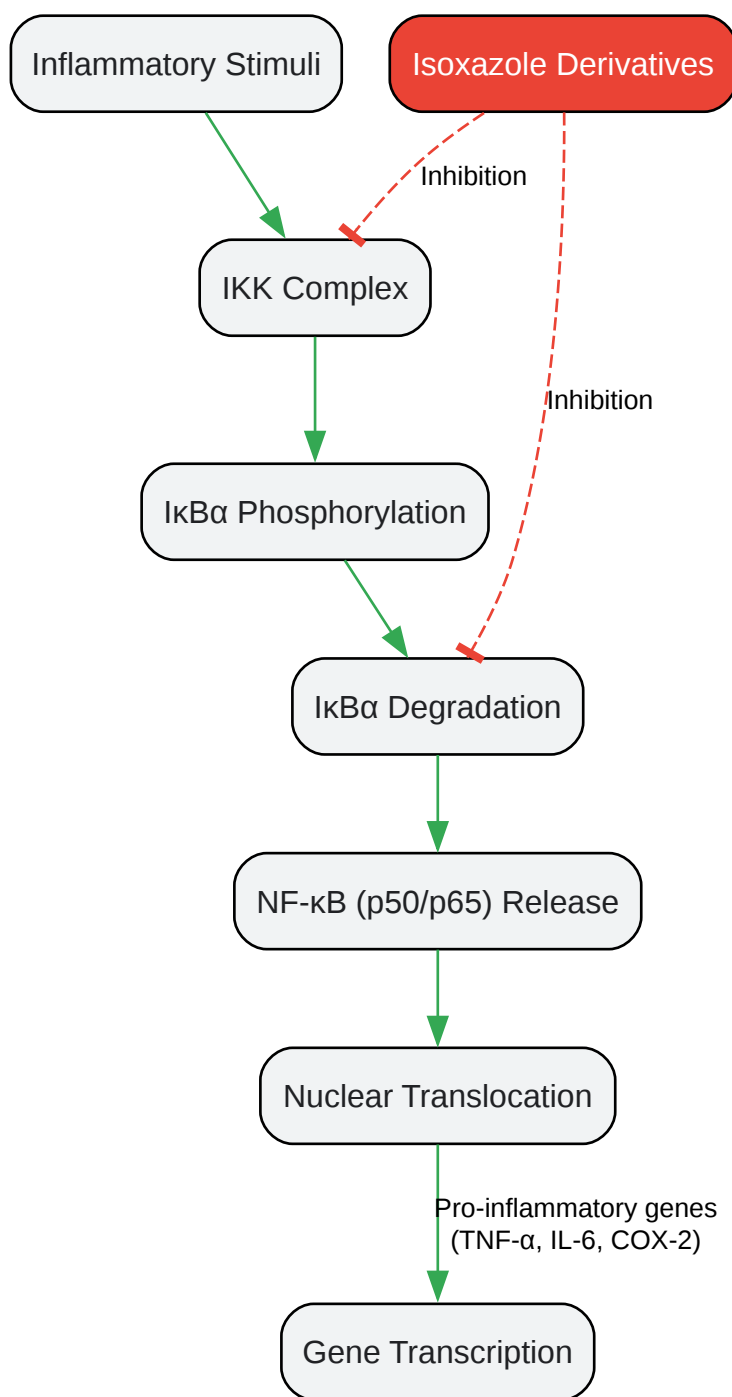 Inflammatory Stimuli
Isoxazole Derivatives
Inhibition
IKK Complex
Inhibition
IκBα Phosphorylation
IκBα Degradation
NF-κB (p50/p65) Release
Nuclear Translocation
Pro-inflammatory genes
(TNF-α, IL-6, COX-2)
Gene Transcription